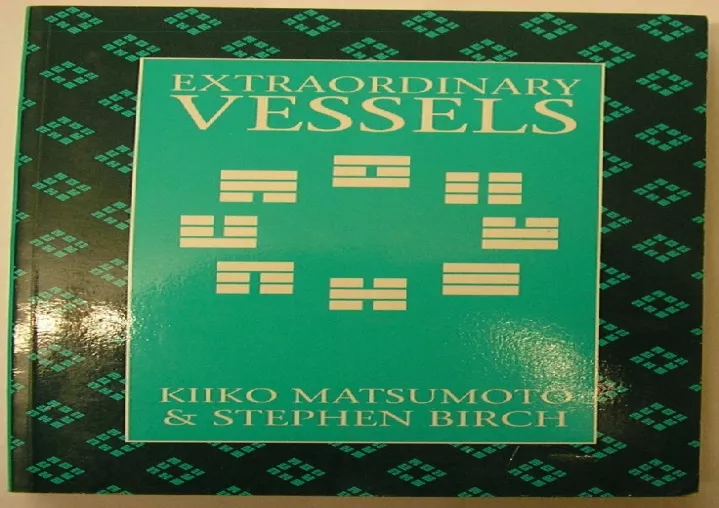 EXTRAORDINARY
VESSELS
KIIKO MATSUMOTO
& STEPHEN BIRCH